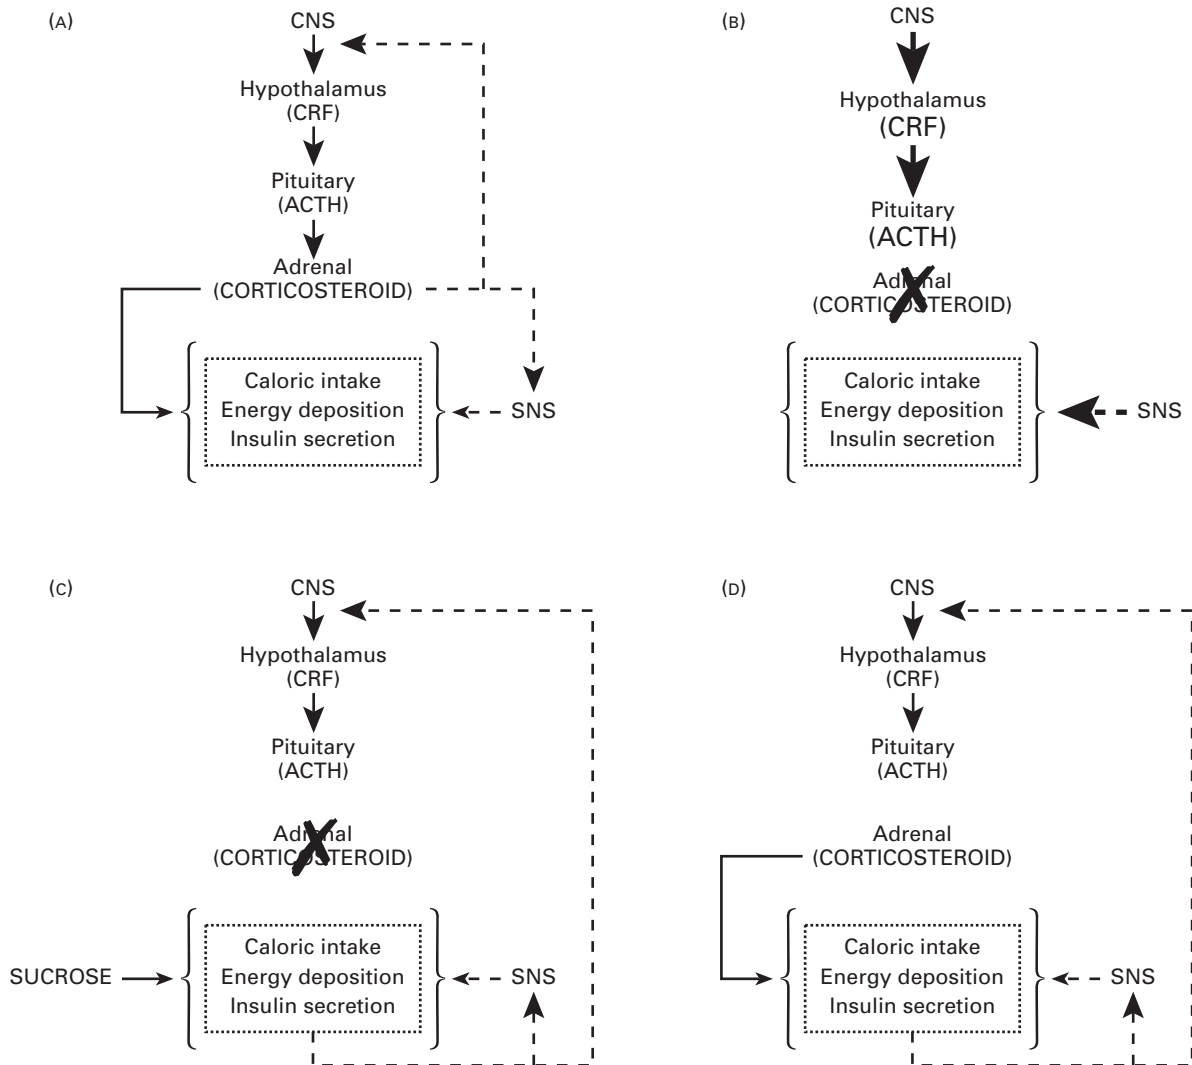 (A)
CNS
Hypothalamus
(CRF)
Pituitary
(ACTH)
Adrenal
(CORTICOSTEROID)
Caloric intake
Energy deposition
Insulin secretion
SNS
(B)
CNS
Hypothalamus
(CRF)
Pituitary
(ACTH)
Adrenal
(CORTICOSTEROID)
Caloric intake
Energy deposition
Insulin secretion
SNS
(C)
CNS
Hypothalamus
(CRF)
Pituitary
(ACTH)
Adrenal
(CORTICOSTEROID)
SUCROSE
Caloric intake
Energy deposition
Insulin secretion
SNS
(D)
CNS
Hypothalamus
(CRF)
Pituitary
(ACTH)
Adrenal
(CORTICOSTEROID)
Caloric intake
Energy deposition
Insulin secretion
SNS